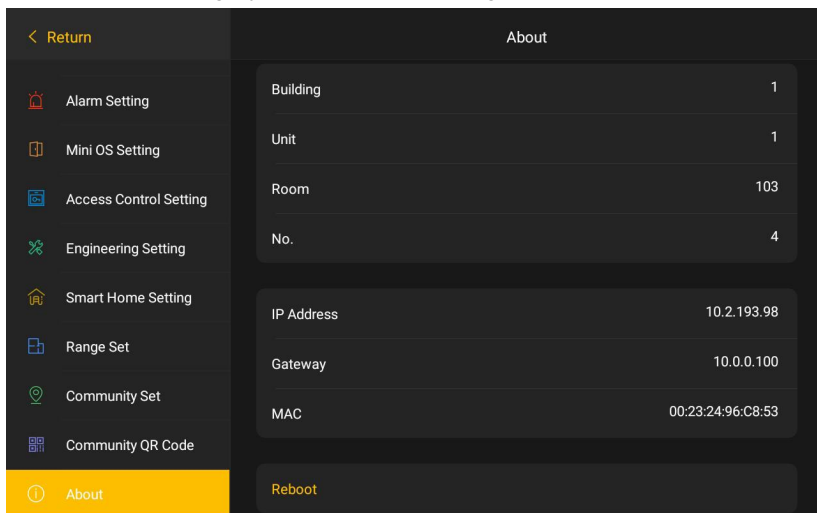 Return
About
Alarm Setting
Mini OS Setting
Access Control Setting
Engineering Setting
Smart Home Setting
Range Set
Community Set
Community QR Code
About
Building 1
Unit 1
Room 103
No. 4
IP Address 10.2.193.98
Gateway 10.0.0.100
MAC 00:23:24:96:C8:53
Reboot